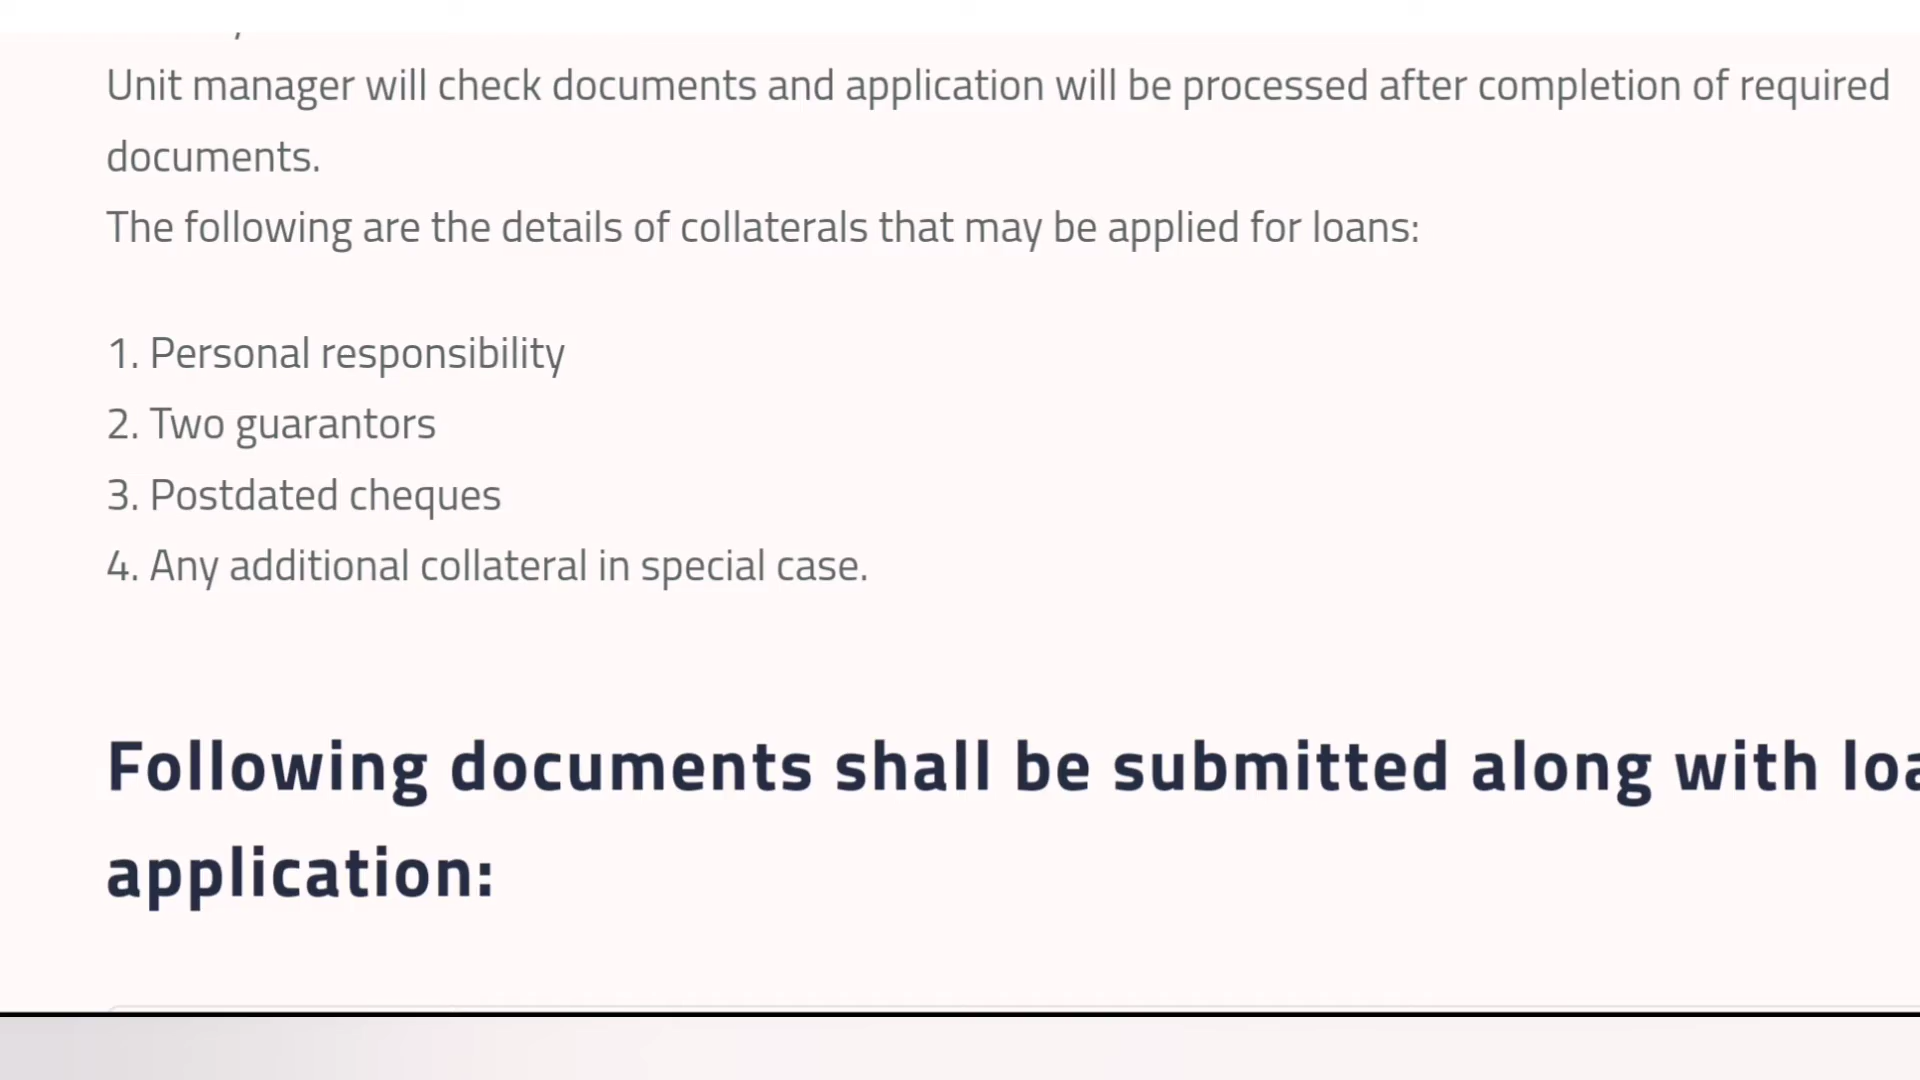 Unit manager will check documents and application will be processed after completion of required
documents.
The following are the details of collaterals that may be applied for loans:
1. Personal responsibility
2. Two guarantors
3. Postdated cheques
4. Any additional collateral in special case.
Following documents shall be submitted along with loa
application: